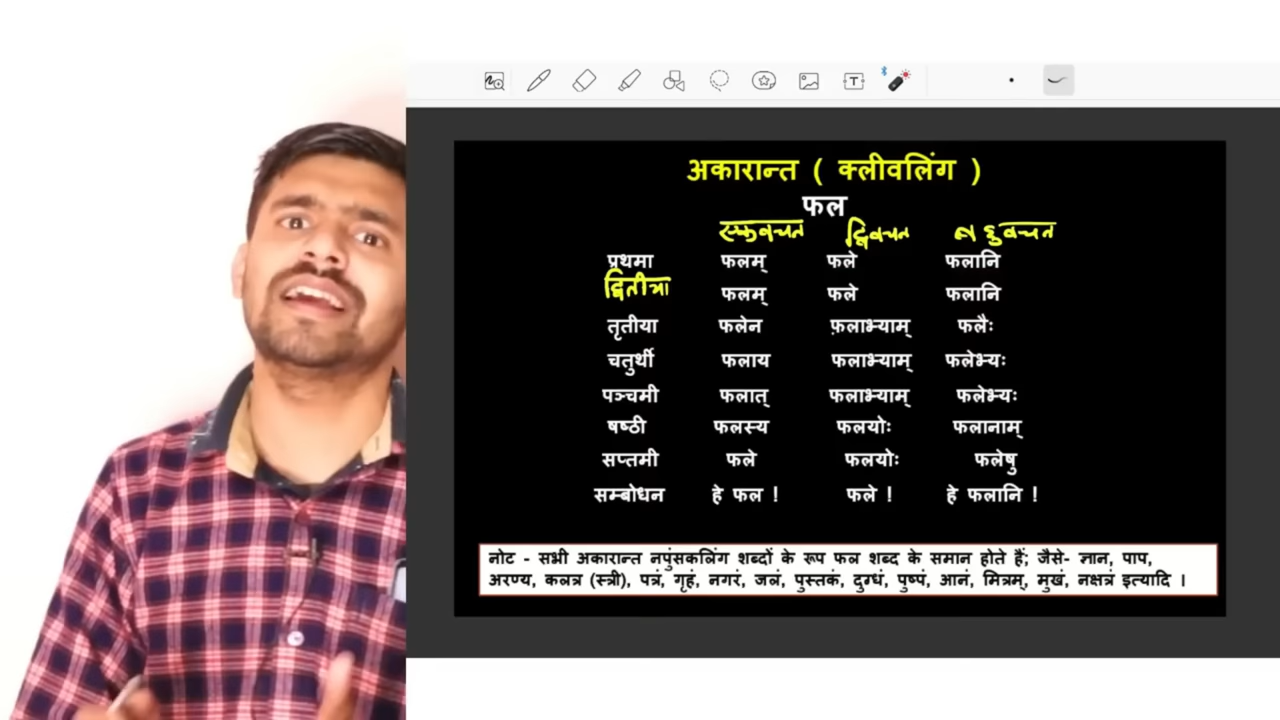 अकारान्त ( क्लीवलिंग )
फल
एकवचन द्विवचन बहुवचन
प्रथमा फलम् फले फलानि
द्वितीया फलम् फले फलानि
तृतीया फलेन फ़लाभ्याम् फलैः
चतुर्थी फलाय फलाभ्याम् फलेभ्यः
पञ्चमी फलात् फलाभ्याम् फलेभ्यः
षष्ठी फलस्य फलयोः फलानाम्
सप्तमी फले फलयोः फलेषु
सम्बोधन हे फल ! फले ! हे फलानि !
नोट - सभी अकारान्त नपुंसकलिंग शब्दों के रूप फल शब्द के समान होते हैं; जैसे- ज्ञान, पाप,
अरण्य, कलत्र (स्त्री), पत्रं, गृहं, नगरं, जलं, पुस्तकं, दुग्धं, पुष्पं, आनं, मित्रम्, मुखं, नक्षत्रं इत्यादि ।